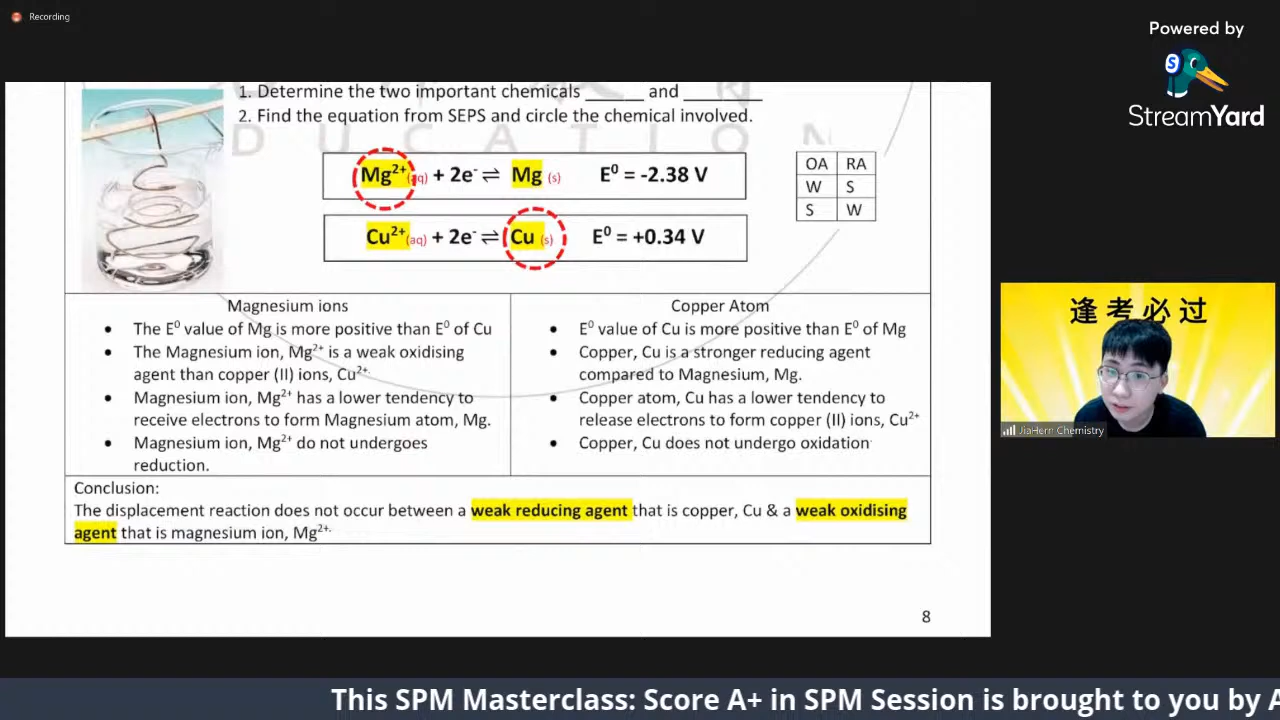 Recording
Powered by
StreamYard
1. Determine the two important chemicals ______ and ________
2. Find the equation from SEPS and circle the chemical involved.
DUCATION
Mg²⁺(aq) + 2e⁻ ⇌ Mg (s) E⁰ = -2.38 V
Cu²⁺(aq) + 2e⁻ ⇌ Cu (s) E⁰ = +0.34 V
OA RA
W S
S W
Magnesium ions
• The E⁰ value of Mg is more positive than E⁰ of Cu
• The Magnesium ion, Mg²⁺ is a weak oxidising
agent than copper (II) ions, Cu²⁺.
• Magnesium ion, Mg²⁺ has a lower tendency to
receive electrons to form Magnesium atom, Mg.
• Magnesium ion, Mg²⁺ do not undergoes
reduction.
Copper Atom
• E⁰ value of Cu is more positive than E⁰ of Mg
• Copper, Cu is a stronger reducing agent
compared to Magnesium, Mg.
• Copper atom, Cu has a lower tendency to
release electrons to form copper (II) ions, Cu²⁺
• Copper, Cu does not undergo oxidation
Conclusion:
The displacement reaction does not occur between a weak reducing agent that is copper, Cu & a weak oxidising
agent that is magnesium ion, Mg²⁺.
8
逢考必过
JiaHern Chemistry
This SPM Masterclass: Score A+ in SPM Session is brought to you by A